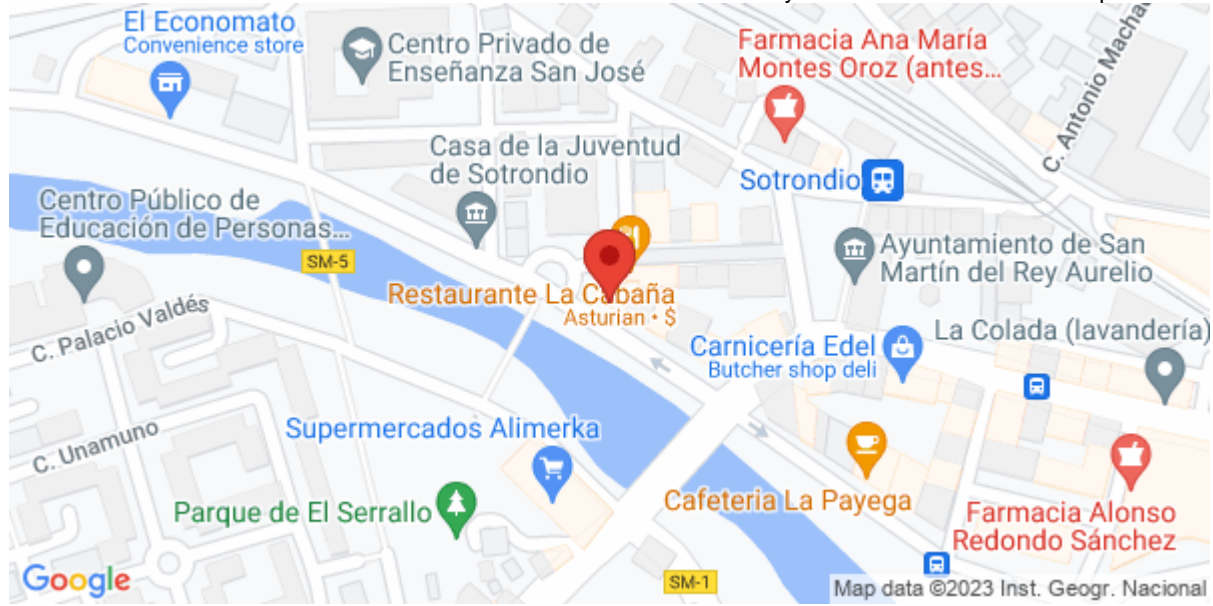 El Economato
Convenience store
Centro Privado de
Enseñanza San José
Farmacia Ana María
Montes Oroz (antes...
Casa de la Juventud
de Sotrondio
Sotrondio
Centro Público de
Educación de Personas...
SM-5
Ayuntamiento de San
Martín del Rey Aurelio
Restaurante La Cabaña
Asturian • $
C. Palacio Valdés
Carnicería Edel
Butcher shop deli
La Colada (lavandería)
C. Unamuno
Supermercados Alimerka
Parque de El Serrallo
Cafeteria La Payega
Farmacia Alonso
Redondo Sánchez
SM-1
Google
Map data ©2023 Inst. Geogr. Nacional